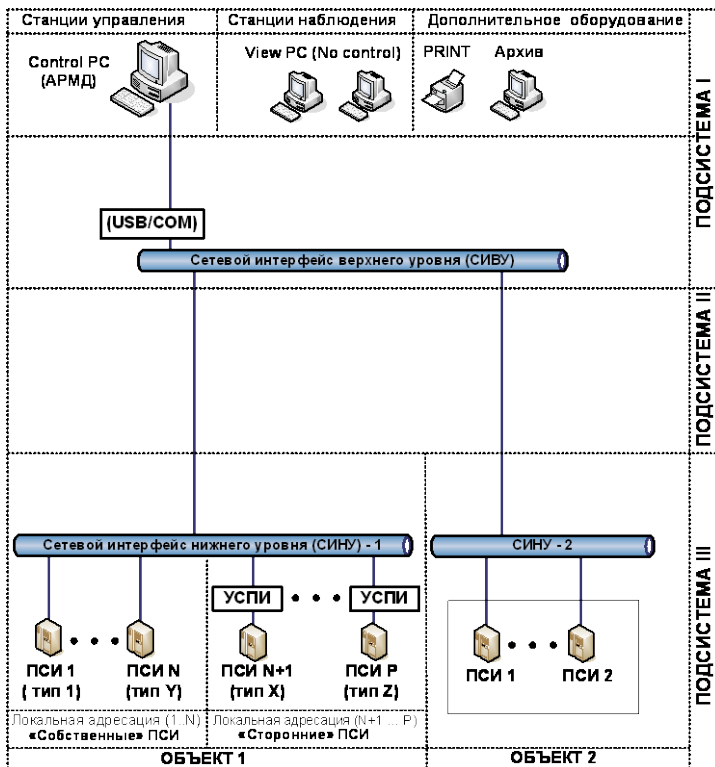 Станции управления
Станции наблюдения
Дополнительное оборудование
Control PC
(АРМД)
View PC (No control)
PRINT
Архив
ПОДСИСТЕМА I
(USB/COM)
Сетевой интерфейс верхнего уровня (СИВУ)
ПОДСИСТЕМА II
Сетевой интерфейс нижнего уровня (СИНУ) - 1
СИНУ - 2
УСПИ
УСПИ
ПСИ 1
( тип 1)
ПСИ N
(тип Y)
ПСИ N+1
(тип X)
ПСИ P
(тип Z)
ПСИ 1
ПСИ 2
ПОДСИСТЕМА III
Локальная адресация (1..N)
«Собственные» ПСИ
Локальная адресация (N+1 ... P)
«Сторонние» ПСИ
ОБЪЕКТ 1
ОБЪЕКТ 2